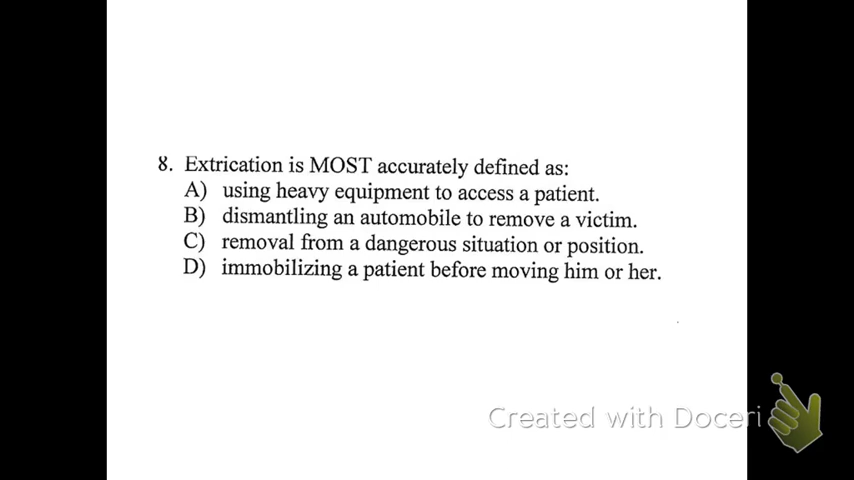 8. Extrication is MOST accurately defined as:
A) using heavy equipment to access a patient.
B) dismantling an automobile to remove a victim.
C) removal from a dangerous situation or position.
D) immobilizing a patient before moving him or her.
Created with Doceri